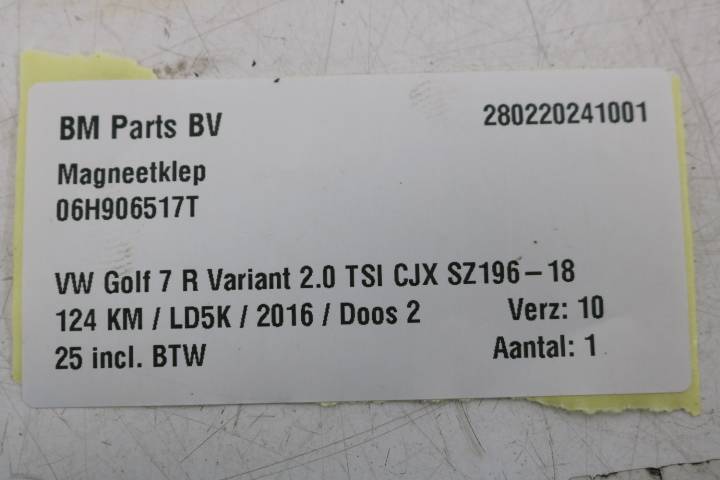 BM Parts BV 280220241001
Magneetklep
06H906517T
VW Golf 7 R Variant 2.0 TSI CJX SZ196-18
124 KM / LD5K / 2016 / Doos 2 Verz: 10
25 incl. BTW Aantal: 1